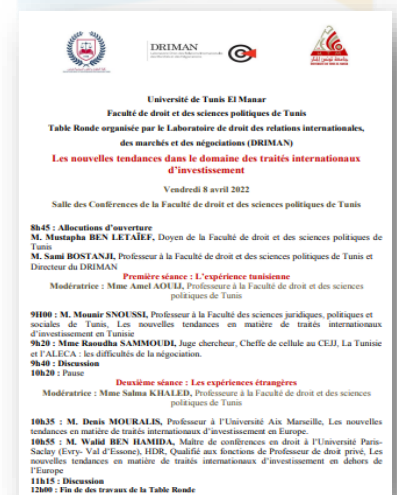 DRIMAN
Université de Tunis El Manar
Faculté de droit et des sciences politiques de Tunis
Table Ronde organisée par le Laboratoire de droit des relations internationales,
des marchés et des négociations (DRIMAN)
Les nouvelles tendances dans le domaine des traités internationaux
d'investissement
Vendredi 8 avril 2022
Salle des Conférences de la Faculté de droit et des sciences politiques de Tunis
8h45 : Allocutions d'ouverture
M. Mustapha BEN LETAÏEF, Doyen de la Faculté de droit et des sciences politiques de
Tunis
M. Sami BOSTANJI, Professeur à la Faculté de droit et des sciences politiques de Tunis et
Directeur du DRIMAN
Première séance : L'expérience tunisienne
Modératrice : Mme Amel AOUIJ, Professeure à la Faculté de droit et des sciences
politiques de Tunis
9H00 : M. Mounir SNOUSSI, Professeur à la Faculté des sciences juridiques, politiques et
sociales de Tunis, Les nouvelles tendances en matière de traités internationaux
d'investissement en Tunisie
9h20 : Mme Raoudha SAMMOUDI, Juge chercheur, Cheffe de cellule au CEJJ, La Tunisie
et l'ALECA : les difficultés de la négociation.
9h40 : Discussion
10h20 : Pause
Deuxième séance : Les expériences étrangères
Modératrice : Mme Salma KHALED, Professeure à la Faculté de droit et des sciences
politiques de Tunis
10h35 : M. Denis MOURALIS, Professeur à l'Université Aix Marseille, Les nouvelles
tendances en matière de traités internationaux d'investissement en Europe.
10h55 : M. Walid BEN HAMIDA, Maître de conférences en droit à l'Université Paris-
Saclay (Evry- Val d'Essone), HDR, Qualifié aux fonctions de Professeur de droit privé, Les
nouvelles tendances en matière de traités internationaux d'investissement en dehors de
l'Europe
11h15 : Discussion
12h00 : Fin des travaux de la Table Ronde